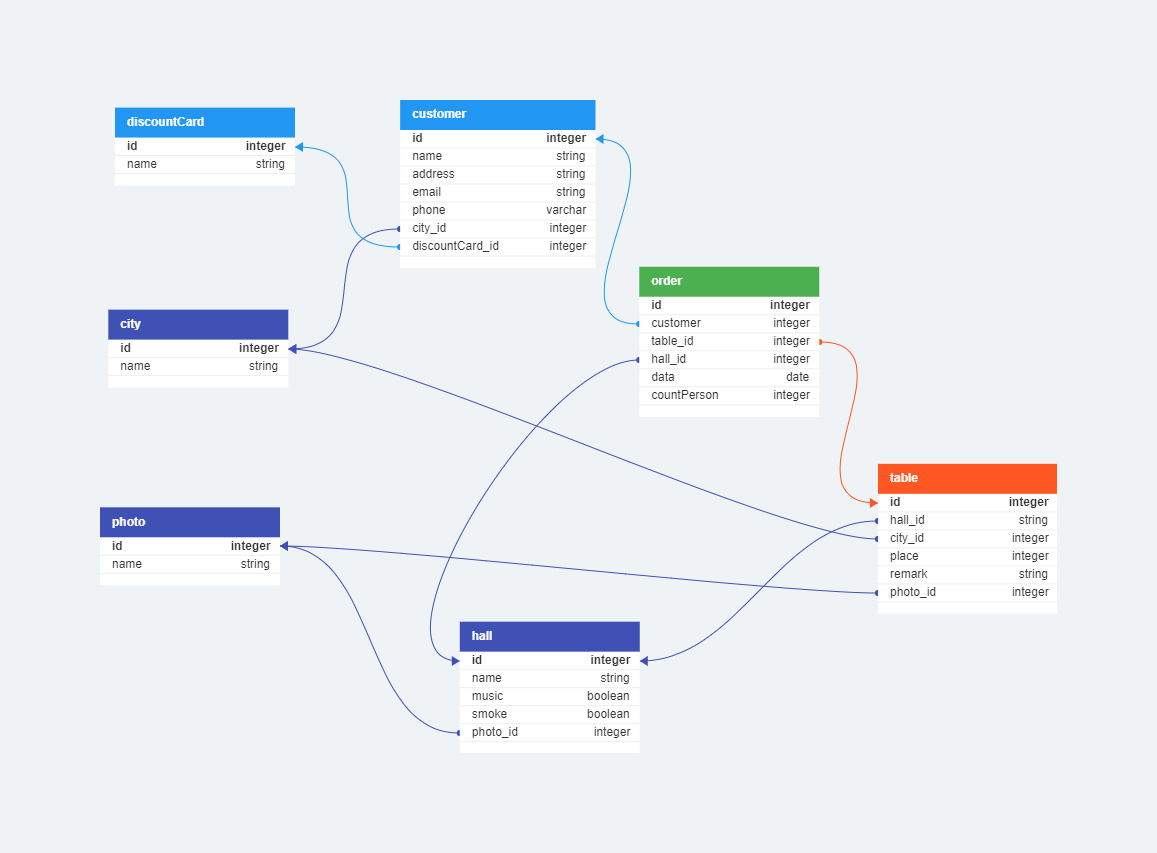 discountCard
id integer
name string
customer
id integer
name string
address string
email string
phone varchar
city_id integer
discountCard_id integer
order
id integer
customer integer
table_id integer
hall_id integer
data date
countPerson integer
city
id integer
name string
table
id integer
hall_id string
city_id integer
place integer
remark string
photo_id integer
photo
id integer
name string
hall
id integer
name string
music boolean
smoke boolean
photo_id integer